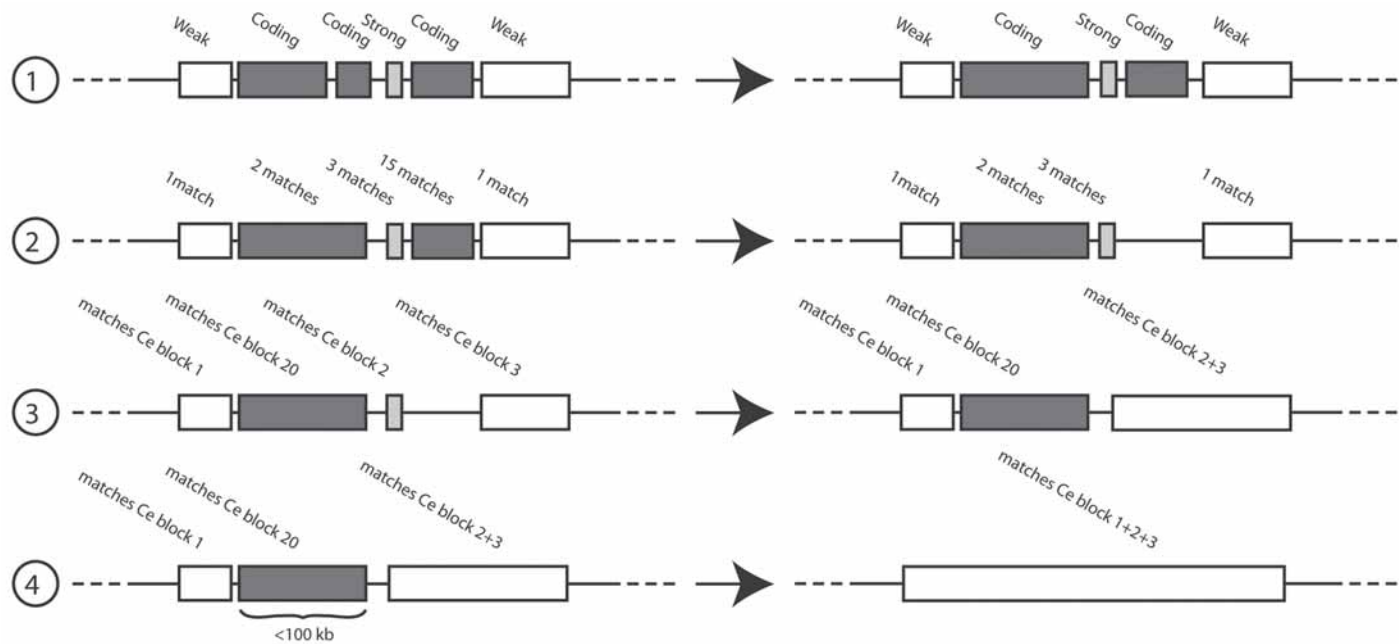 Weak Coding Coding Strong Coding Weak Weak Coding Strong Coding Weak
1
1match 2 matches 3 matches 15 matches 1 match 1match 2 matches 3 matches 1 match
2
matches Ce block 1 matches Ce block 20 matches Ce block 2 matches Ce block 3 matches Ce block 1 matches Ce block 20 matches Ce block 2+3
3
matches Ce block 1 matches Ce block 20 matches Ce block 2+3 matches Ce block 1+2+3
4
<100 kb